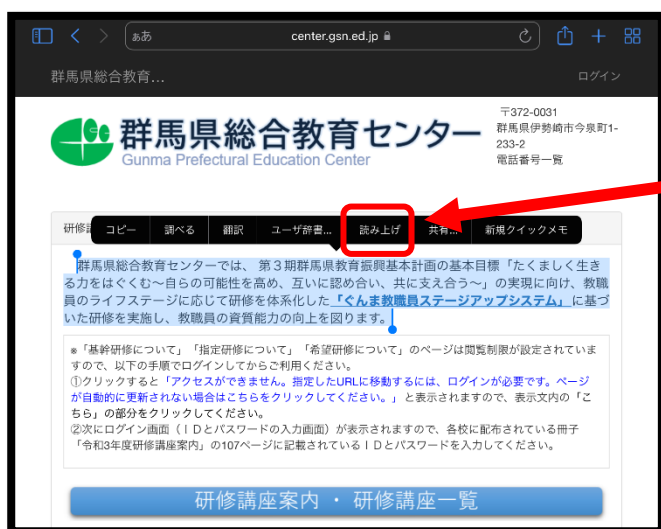 ああ
center.gsn.ed.jp
群馬県総合教育...
ログイン
群馬県総合教育センター
Gunma Prefectural Education Center
〒372-0031
群馬県伊勢崎市今泉町1-
233-2
電話番号一覧
研修
コピー 調べる 翻訳 ユーザ辞書... 読み上げ 共有... 新規クイックメモ
群馬県総合教育センターでは、 第3期群馬県教育振興基本計画の基本目標「たくましく生き
る力をはぐくむ~自らの可能性を高め、互いに認め合い、共に支え合う~」の実現に向け、教職
員のライフステージに応じて研修を体系化した「ぐんま教職員ステージアップシステム」に基づ
いた研修を実施し、教職員の資質能力の向上を図ります。
※「基幹研修について」「指定研修について」「希望研修について」のページは閲覧制限が設定されていま
すので、以下の手順でログインしてからご利用ください。
①クリックすると「アクセスができません。指定したURLに移動するには、ログインが必要です。ページ
が自動的に更新されない場合はこちらをクリックしてください。」と表示されますので、表示文内の「こ
ちら」の部分をクリックしてください。
②次にログイン画面（ＩＤとパスワードの入力画面）が表示されますので、各校に配布されている冊子
「令和3年度研修講座案内」の107ページに記載されているＩＤとパスワードを入力してください。
研修講座案内 ・ 研修講座一覧